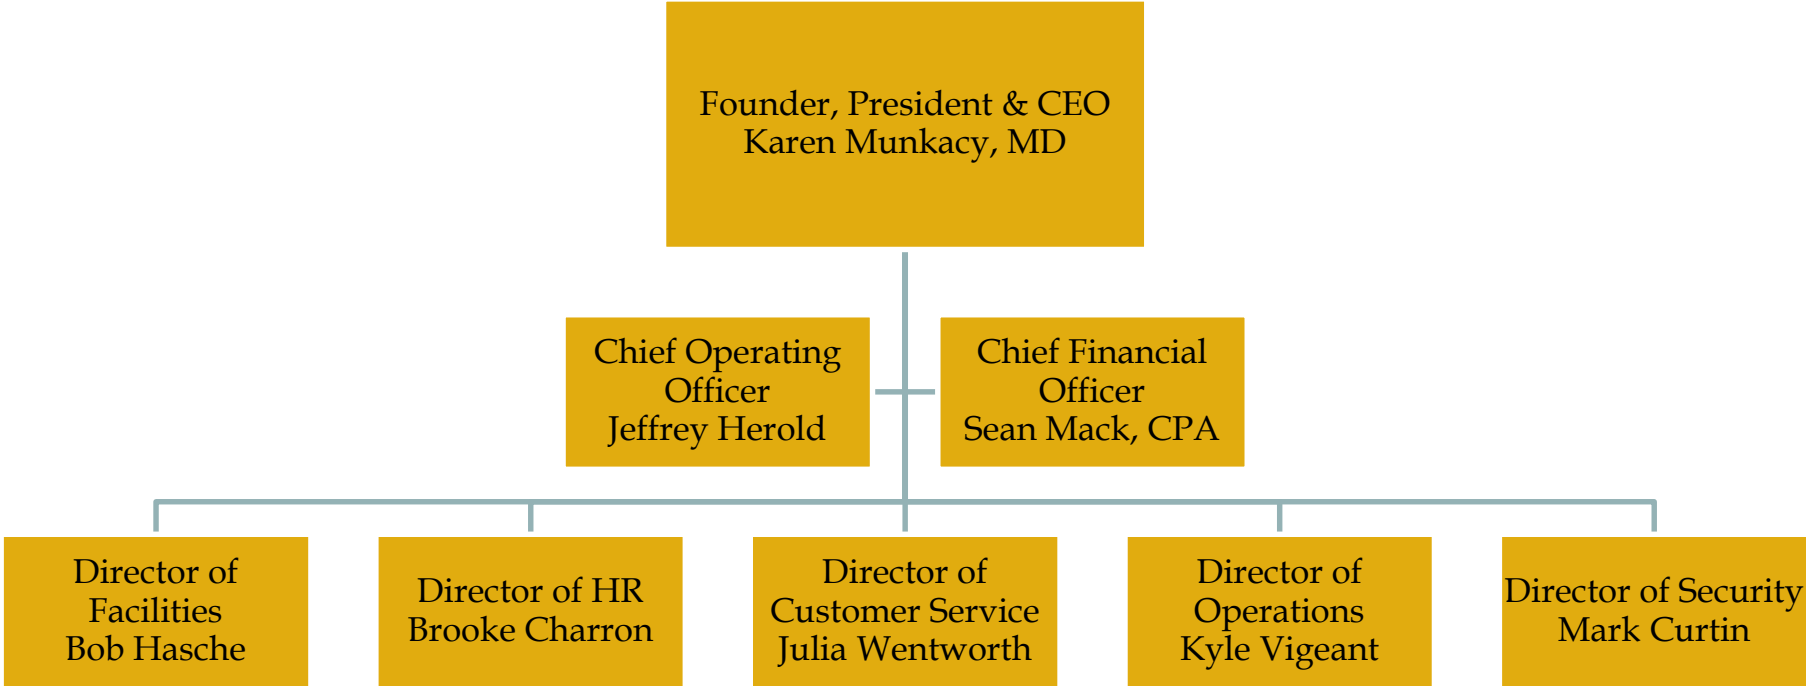 Founder, President & CEO
Karen Munkacy, MD
Chief Operating
Officer
Jeffrey Herold
Chief Financial
Officer
Sean Mack, CPA
Director of
Facilities
Bob Hasche
Director of HR
Brooke Charron
Director of
Customer Service
Julia Wentworth
Director of
Operations
Kyle Vigeant
Director of Security
Mark Curtin